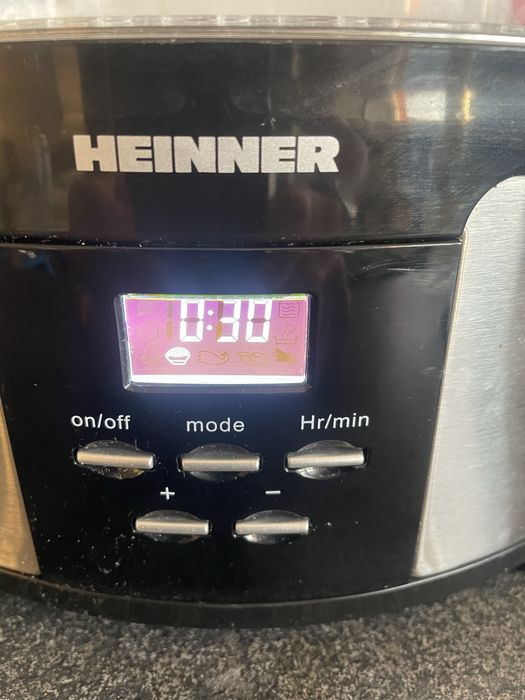 HEINNER
0:30
on/off
mode
Hr/min
+
-